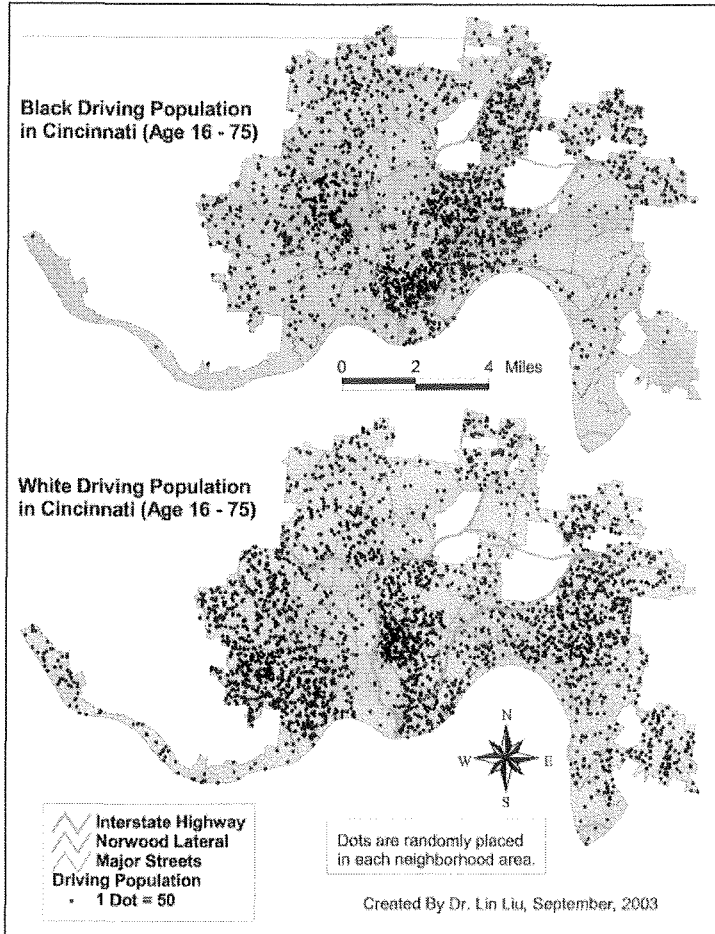 Black Driving Population
in Cincinnati (Age 16 - 75)
0 2 4 Miles
White Driving Population
in Cincinnati (Age 16 - 75)
N
W E
S
Interstate Highway
Norwood Lateral
Major Streets
Driving Population
1 Dot = 50
Dots are randomly placed
in each neighborhood area.
Created By Dr. Lin Liu, September, 2003